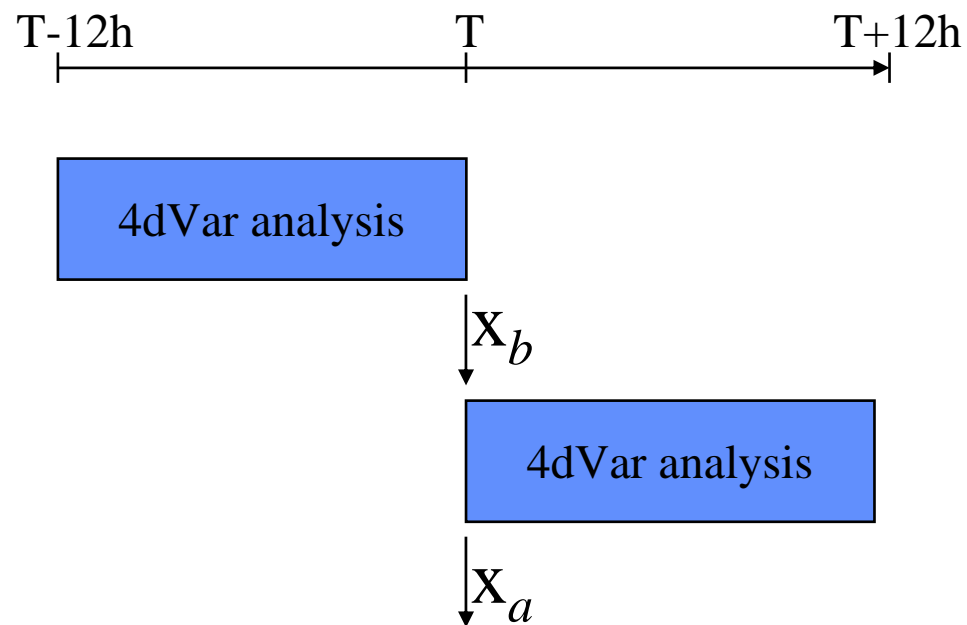 T-12h T T+12h
4dVar analysis
x_b
4dVar analysis
x_a